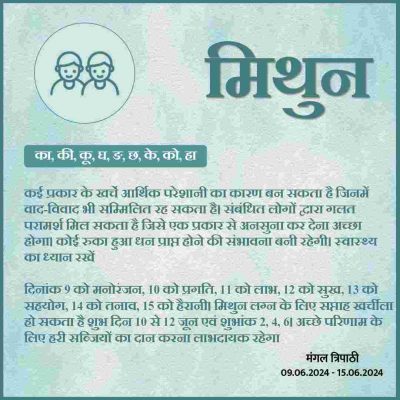 मिथुन
का, की, कू, घ, ङ, छ, के, को, हा
कई प्रकार के खर्चे आर्थिक परेशानी का कारण बन सकता है जिनमें
वाद-विवाद भी सम्मिलित रह सकता है। संबंधित लोगों द्वारा गलत
परामर्श मिल सकता है जिसे एक प्रकार से अनसुना कर देना अच्छा
होगा। कोई रुका हुआ धन प्राप्त होने की संभावना बनी रहेगी। स्वास्थ्य
का ध्यान रखें
दिनांक 9 को मनोरंजन, 10 को प्रगति, 11 को लाभ, 12 को सुख, 13 को
सहयोग, 14 को तनाव, 15 को हैरानी। मिथुन लग्न के लिए सप्ताह खर्चीला
हो सकता है शुभ दिन 10 से 12 जून एवं शुभांक 2, 4, 6। अच्छे परिणाम के
लिए हरी सब्जियों का दान करना लाभदायक रहेगा
मंगल त्रिपाठी
09.06.2024 - 15.06.2024